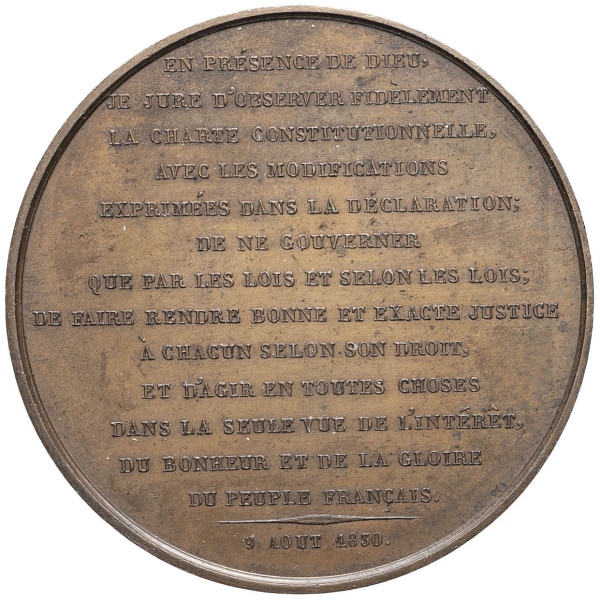 EN PRÉSENCE DE DIEU,
JE JURE D'OBSERVER FIDÈLEMENT
LA CHARTE CONSTITUTIONNELLE,
AVEC LES MODIFICATIONS
EXPRIMÉES DANS LA DÉCLARATION;
DE NE GOUVERNER
QUE PAR LES LOIS ET SELON LES LOIS;
DE FAIRE RENDRE BONNE ET EXACTE JUSTICE
À CHACUN SELON SON DROIT,
ET D'AGIR EN TOUTES CHOSES
DANS LA SEULE VUE DE L'INTÉRÊT,
DU BONHEUR ET DE LA GLOIRE
DU PEUPLE FRANÇAIS.
9 AOUT 1830.